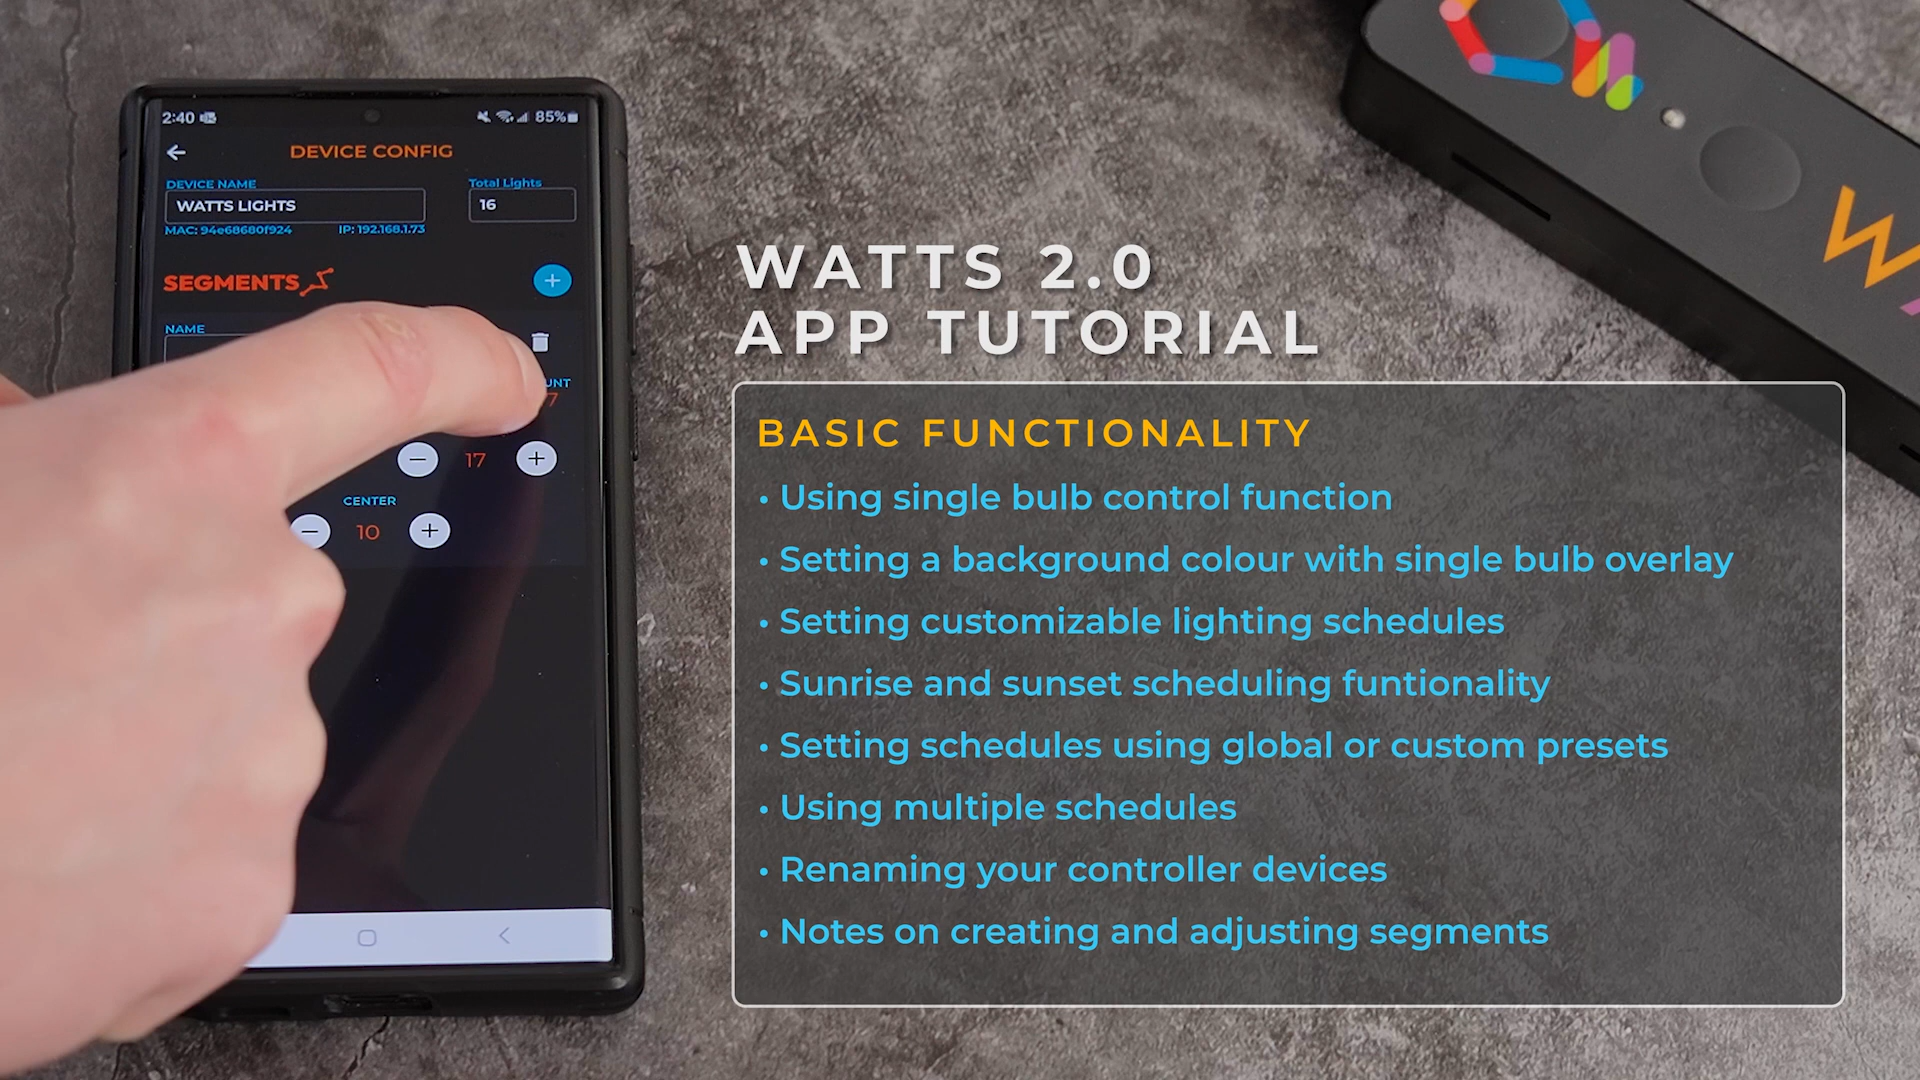 2:40
85%
DEVICE CONFIG
DEVICE NAME
Total Lights
WATTS LIGHTS
16
MAC: 94e68680f924
IP: 192.168.1.73
SEGMENTS
NAME
17
CENTER
10
WATTS 2.0
APP TUTORIAL
BASIC FUNCTIONALITY
• Using single bulb control function
• Setting a background colour with single bulb overlay
• Setting customizable lighting schedules
• Sunrise and sunset scheduling funtionality
• Setting schedules using global or custom presets
• Using multiple schedules
• Renaming your controller devices
• Notes on creating and adjusting segments